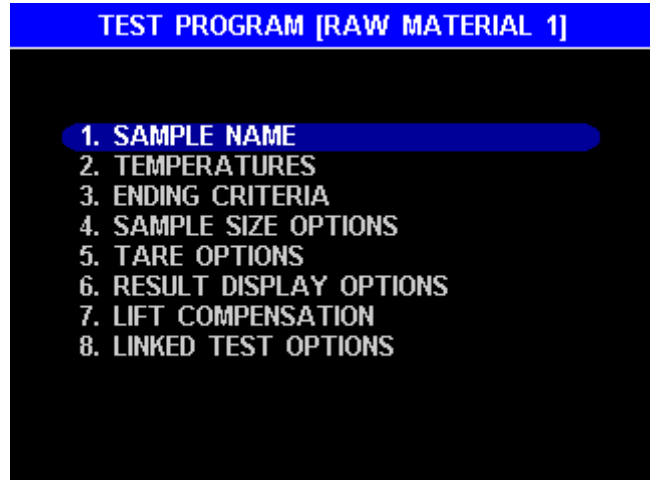 TEST PROGRAM [RAW MATERIAL 1]
1. SAMPLE NAME
2. TEMPERATURES
3. ENDING CRITERIA
4. SAMPLE SIZE OPTIONS
5. TARE OPTIONS
6. RESULT DISPLAY OPTIONS
7. LIFT COMPENSATION
8. LINKED TEST OPTIONS